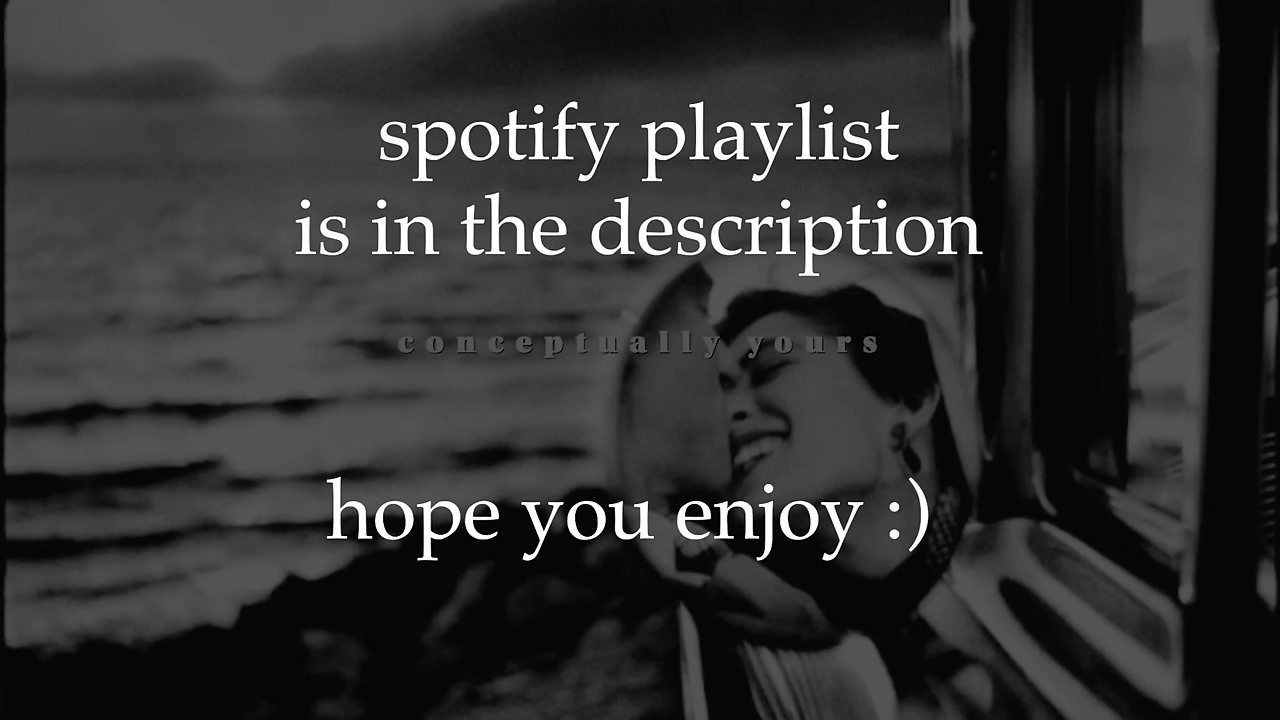 spotify playlist
is in the description
conceptually yours
hope you enjoy :)